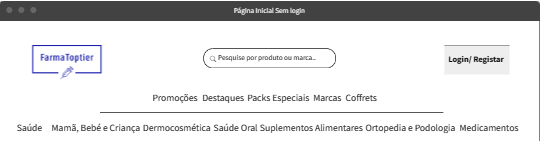 Página Inicial Sem login
FarmaToptier
Pesquise por produto ou marca..
Login/ Registar
Promoções Destaques Packs Especiais Marcas Coffrets
Saúde Mamã, Bebé e Criança Dermocosmética Saúde Oral Suplementos Alimentares Ortopedia e Podologia Medicamentos